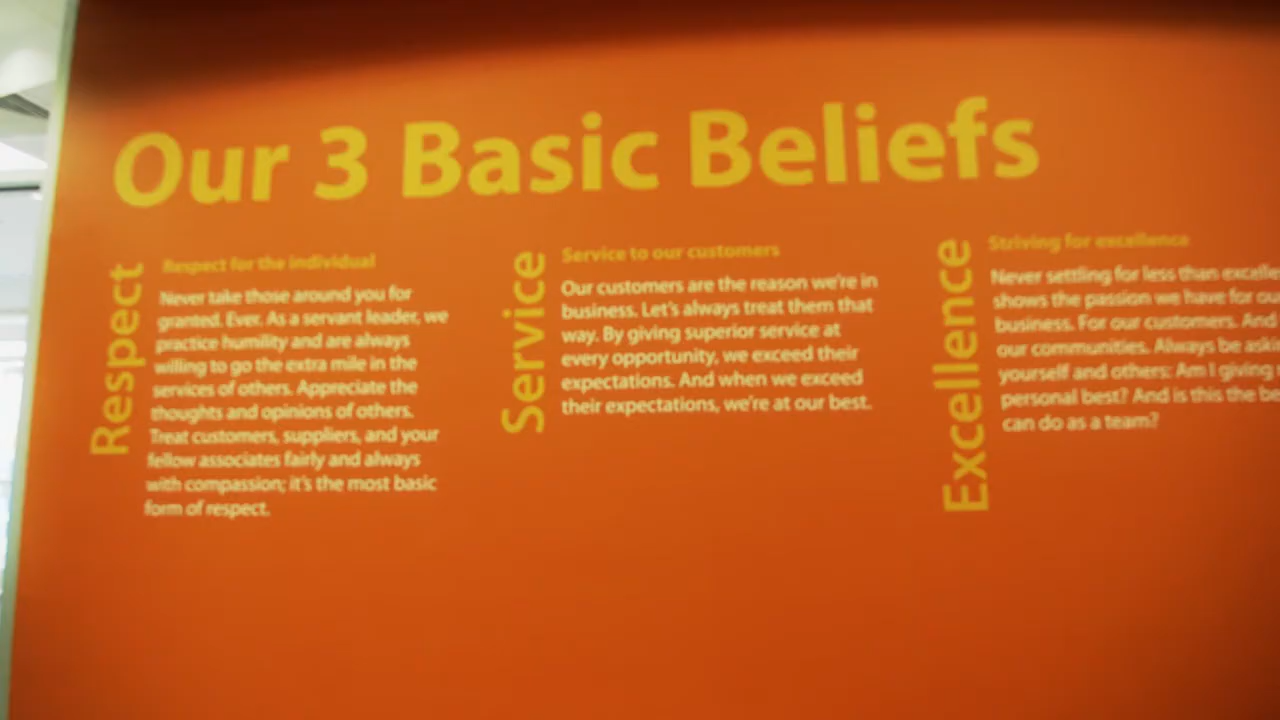 Our 3 Basic Beliefs
Respect
Respect for the individual
Never take those around you for
granted. Ever. As a servant leader, we
practice humility and are always
willing to go the extra mile in the
services of others. Appreciate the
thoughts and opinions of others.
Treat customers, suppliers, and your
fellow associates fairly and always
with compassion; it's the most basic
form of respect.
Service
Service to our customers
Our customers are the reason we're in
business. Let's always treat them that
way. By giving superior service at
every opportunity, we exceed their
expectations. And when we exceed
their expectations, we're at our best.
Excellence
Striving for excellence
Never settling for less than
shows the passion we have for
business. For our customers. And
our communities. Always be
yourself and others: Am I giving
personal best? And is this the
can do as a team?